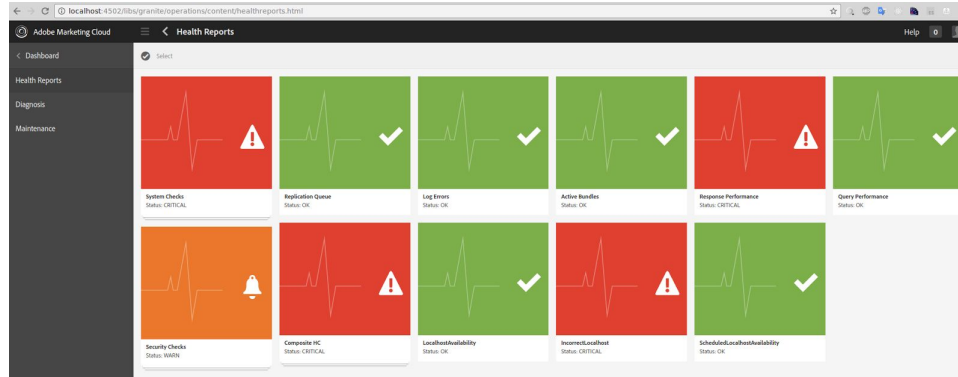 localhost:4502/libs/granite/operations/content/healthreports.html
Adobe Marketing Cloud
Health Reports
Help
0
Dashboard
Select
Health Reports
Diagnosis
Maintenance
System Checks
Status: CRITICAL
Replication Queue
Status: OK
Log Errors
Status: OK
Active Bundles
Status: OK
Response Performance
Status: CRITICAL
Query Performance
Status: OK
Security Checks
Status: WARN
Composite HC
Status: CRITICAL
LocalhostAvailability
Status: OK
IncorrectLocalhost
Status: CRITICAL
ScheduledLocalhostAvailability
Status: OK